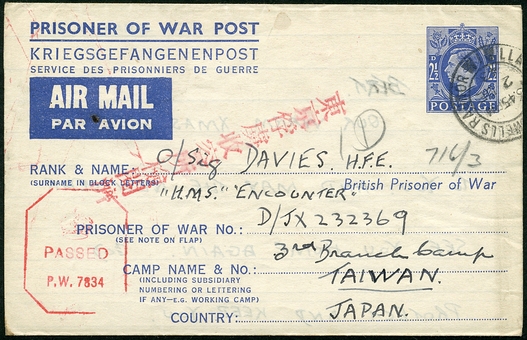 PRISONER OF WAR POST
KRIEGSGEFANGENENPOST
SERVICE DES PRISONNIERS DE GUERRE
AIR MAIL
PAR AVION
POSTAGE
1
716/3
RANK & NAME: O/Sig DAVIES. H.F.E.
(SURNAME IN BLOCK LETTERS)
British Prisoner of War
"H.M.S." ENCOUNTER"
PRISONER OF WAR No.: D/JX 232369
(SEE NOTE ON FLAP)
3rd Branch Camp
CAMP NAME & No.: TAIWAN.
(INCLUDING SUBSIDIARY
NUMBERING OR LETTERING
IF ANY—E.G. WORKING CAMP)
COUNTRY: JAPAN.
PASSED
P.W. 7834